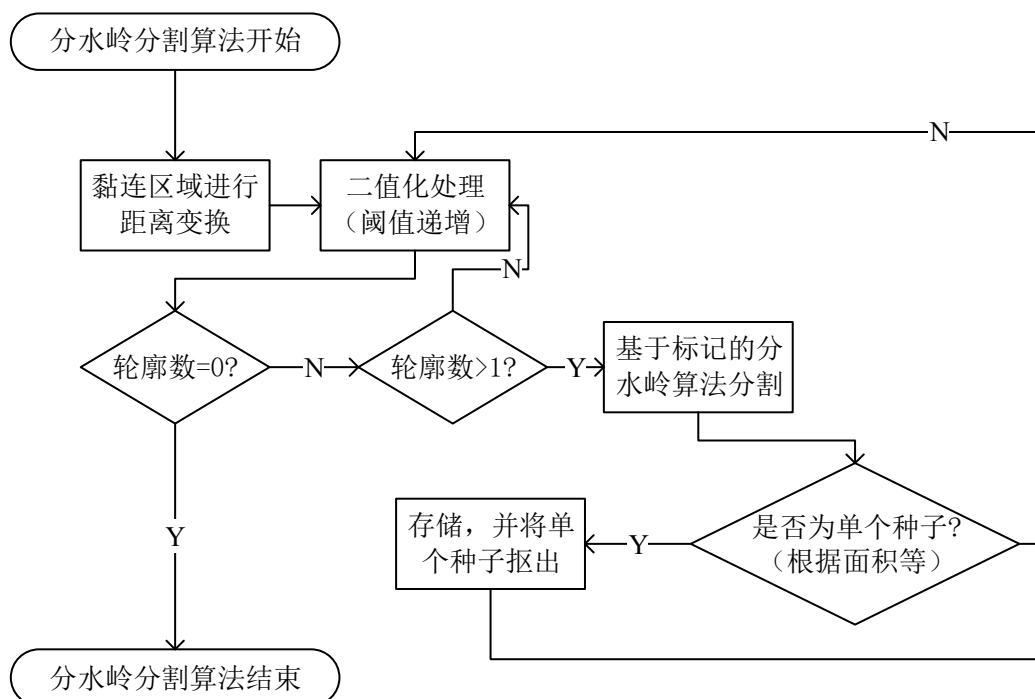 分水岭分割算法开始
N
黏连区域进行
距离变换
二值化处理
（阈值递增）
N
轮廓数=0?
N
轮廓数>1?
Y
基于标记的分
水岭算法分割
Y
存储，并将单
个种子抠出
Y
是否为单个种子?
（根据面积等）
分水岭分割算法结束